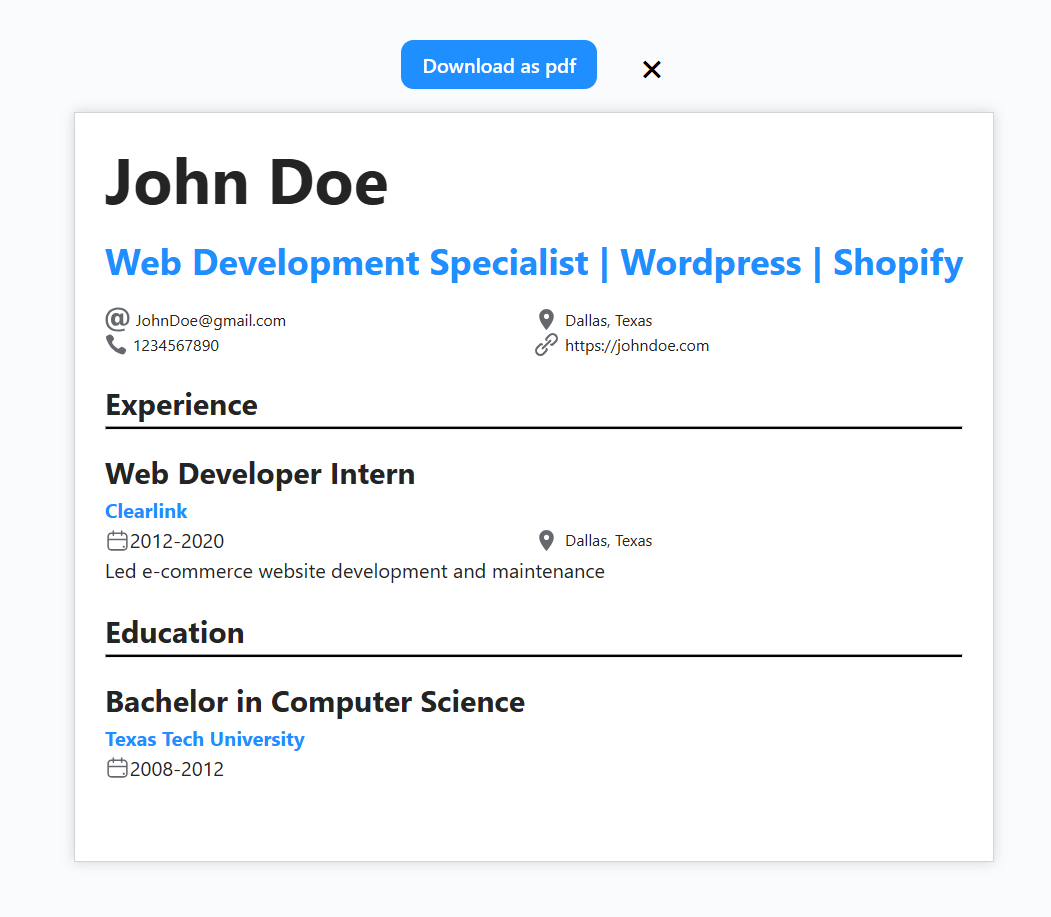 Download as pdf
John Doe
Web Development Specialist | Wordpress | Shopify
JohnDoe@gmail.com
Dallas, Texas
1234567890
https://johndoe.com
Experience
Web Developer Intern
Clearlink
2012-2020
Dallas, Texas
Led e-commerce website development and maintenance
Education
Bachelor in Computer Science
Texas Tech University
2008-2012